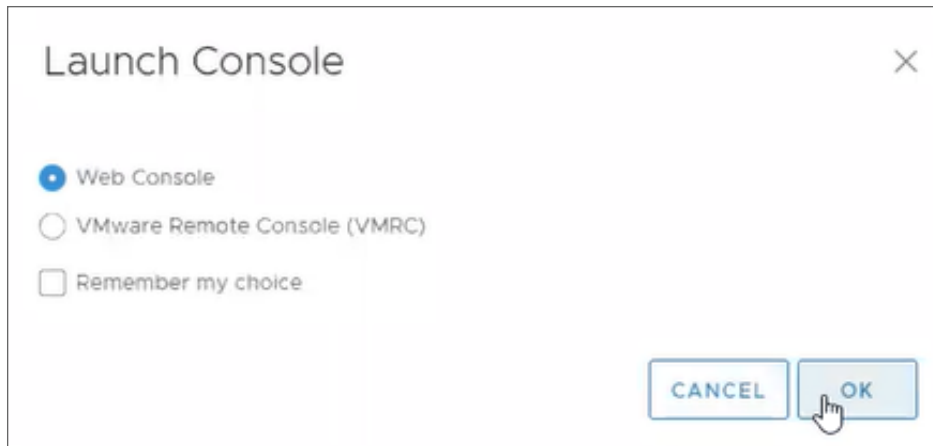 Launch Console
Web Console
VMware Remote Console (VMRC)
Remember my choice
CANCEL OK